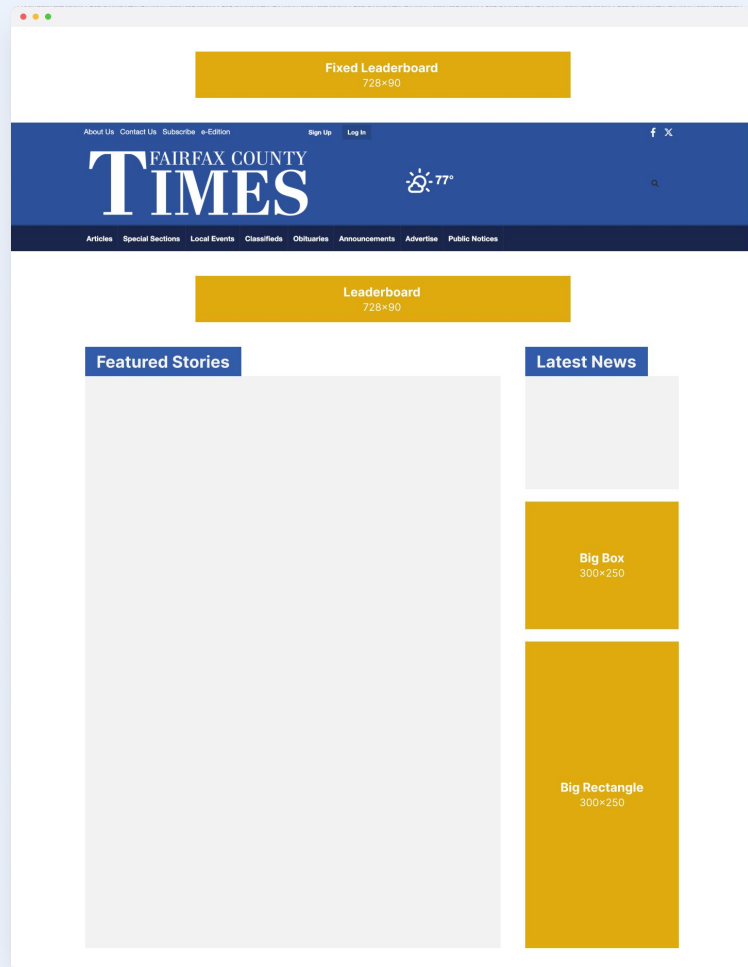 Fixed Leaderboard
728×90
About Us Contact Us Subscribe e-Edition Sign Up Log In
FAIRFAX COUNTY
TIMES
77°
Articles Special Sections Local Events Classifieds Obituaries Announcements Advertise Public Notices
Leaderboard
728×90
Featured Stories
Latest News
Big Box
300×250
Big Rectangle
300×250